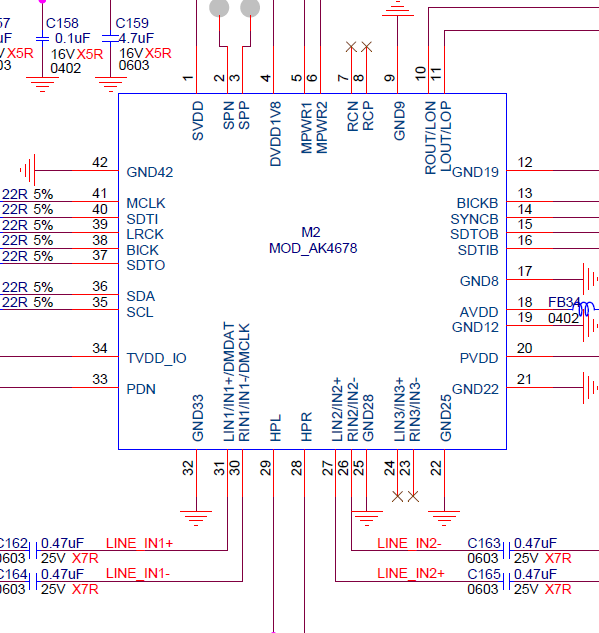 57 C158 C159
uF 0.1uF 4.7uF
X5R 16V X5R 16V X5R
03 0402 0603
1 2 3 4 5 6 7 8 9 10 11
SVDD SPN SPP DVDD1V8 MPWR1 MPWR2 RCN RCP GND9 ROUT/LON LOUT/LOP
42 GND42 GND19 12
22R 5% 41 MCLK BICKB 13
22R 5% 40 SDTI SYNCB 14
22R 5% 39 LRCK SDTOB 15
22R 5% 38 BICK SDTIB 16
22R 5% 37 SDTO
M2
MOD_AK4678
GND8 17
22R 5% 36 SDA
22R 5% 35 SCL
AVDD 18 FB34
GND12 19 0402
34 TVDD_IO PVDD 20
33 PDN GND22 21
GND33 LIN1/IN1+/DMDAT RIN1/IN1-/DMCLK HPL HPR LIN2/IN2+ RIN2/IN2- GND28 LIN3/IN3+ RIN3/IN3- GND25
32 31 30 29 28 27 26 25 24 23 22
C162 0.47uF LINE_IN1+ LINE_IN2- C163 0.47uF
0603 25V X7R 0603 25V X7R
C164 0.47uF LINE_IN1- LINE_IN2+ C165 0.47uF
0603 25V X7R 0603 25V X7R